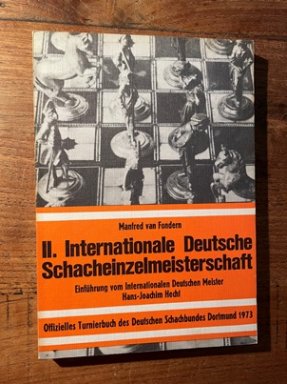 Manfred van Fondern
II. Internationale Deutsche
Schacheinzelmeisterschaft
Einführung vom Internationalen Deutschen Meister
Hans-Joachim Hecht
Offizielles Turnierbuch des Deutschen Schachbundes Dortmund 1973